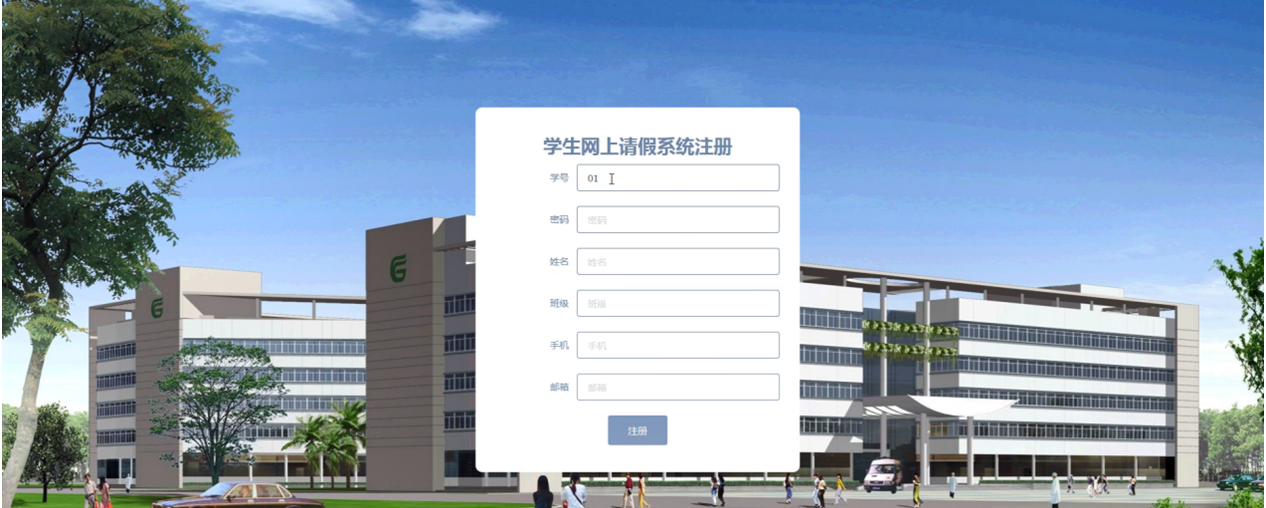 学生网上请假系统注册
学号 01
密码 密码
姓名 姓名
班级 班级
手机 手机
邮箱 邮箱
注册